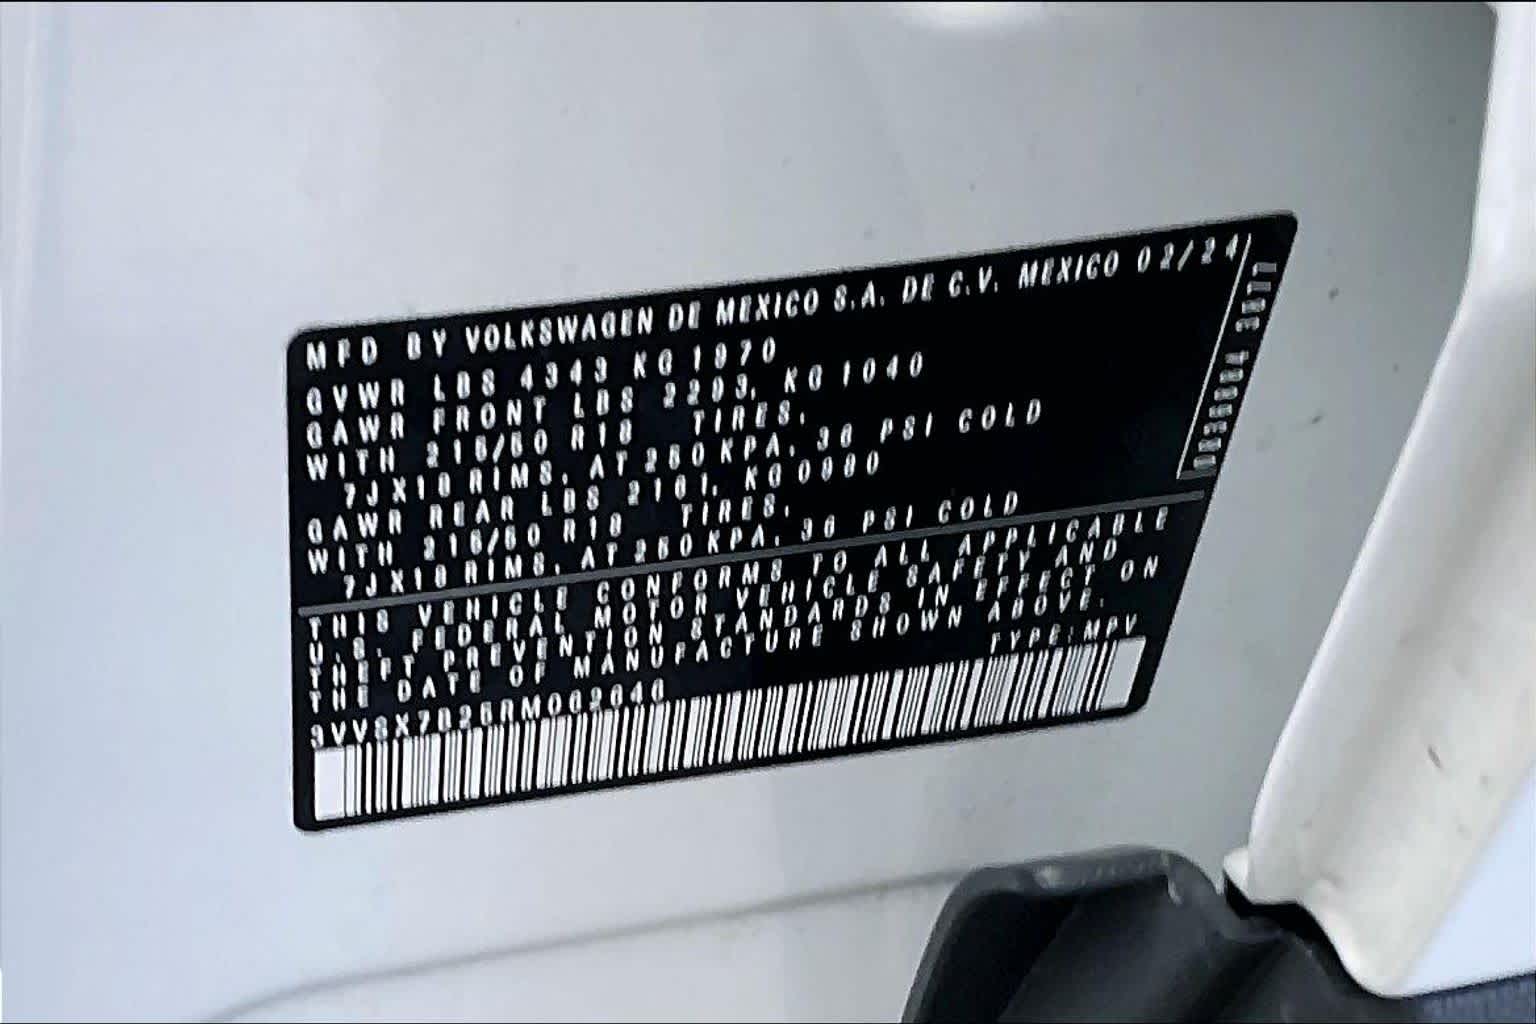 MFD BY VOLKSWAGEN DE MEXICO S.A. DE C.V. MEXICO 02/24
GVWR LBS 4343 KG 1970
GAWR FRONT LBS 2293, KG 1040
WITH 215/50 R18 TIRES,
7JX18 RIMS, AT 250 KPA, 36 PSI COLD
GAWR REAR LBS 2161, KG 0980
WITH 215/50 R18 TIRES,
7JX18 RIMS, AT 250 KPA, 36 PSI COLD
THIS VEHICLE CONFORMS TO ALL APPLICABLE
U.S. FEDERAL MOTOR VEHICLE SAFETY AND
THEFT PREVENTION STANDARDS IN EFFECT ON
THE DATE OF MANUFACTURE SHOWN ABOVE.
TYPE: MPV